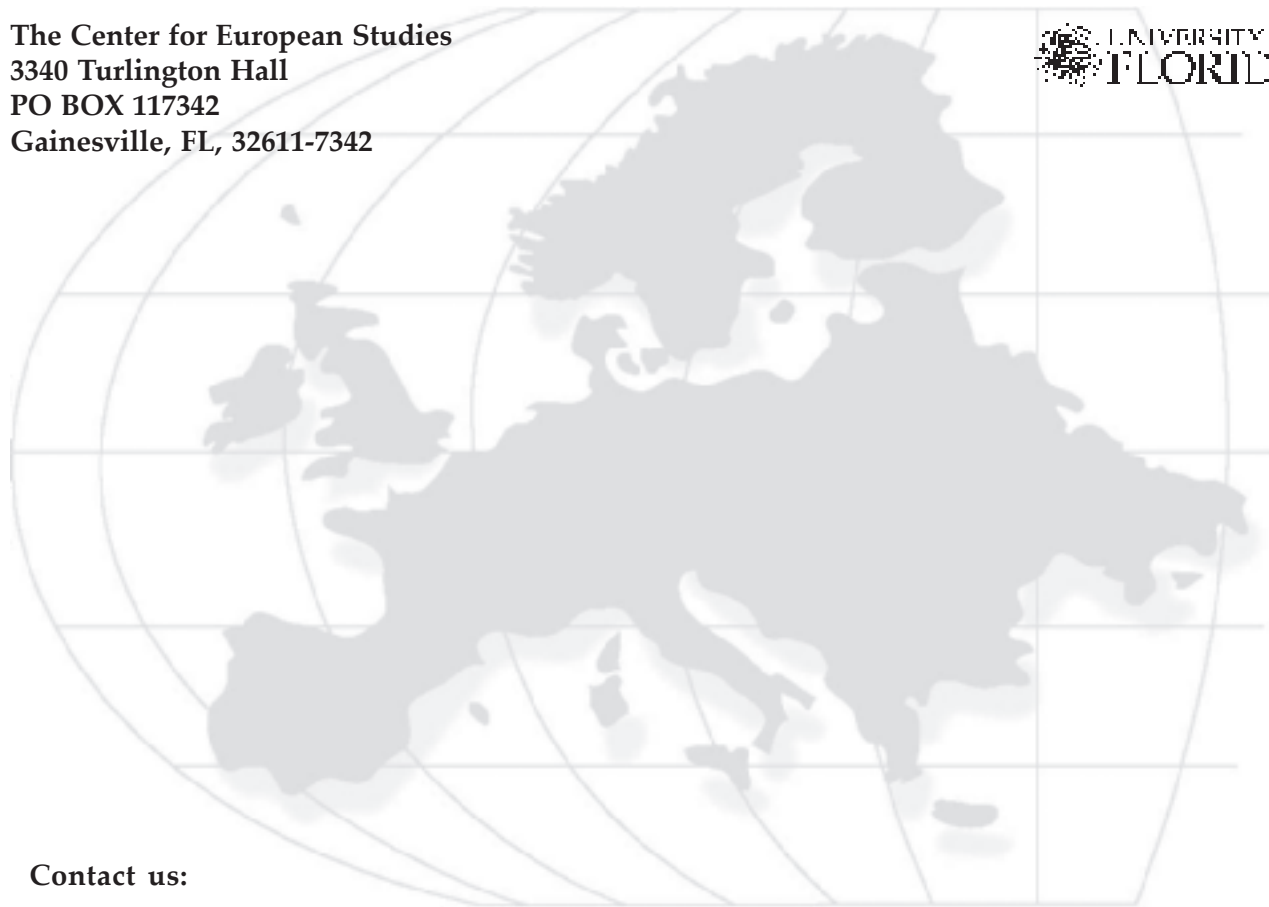 The Center for European Studies
3340 Turlington Hall
PO BOX 117342
Gainesville, FL, 32611-7342
UNIVERSITY
Contact us: